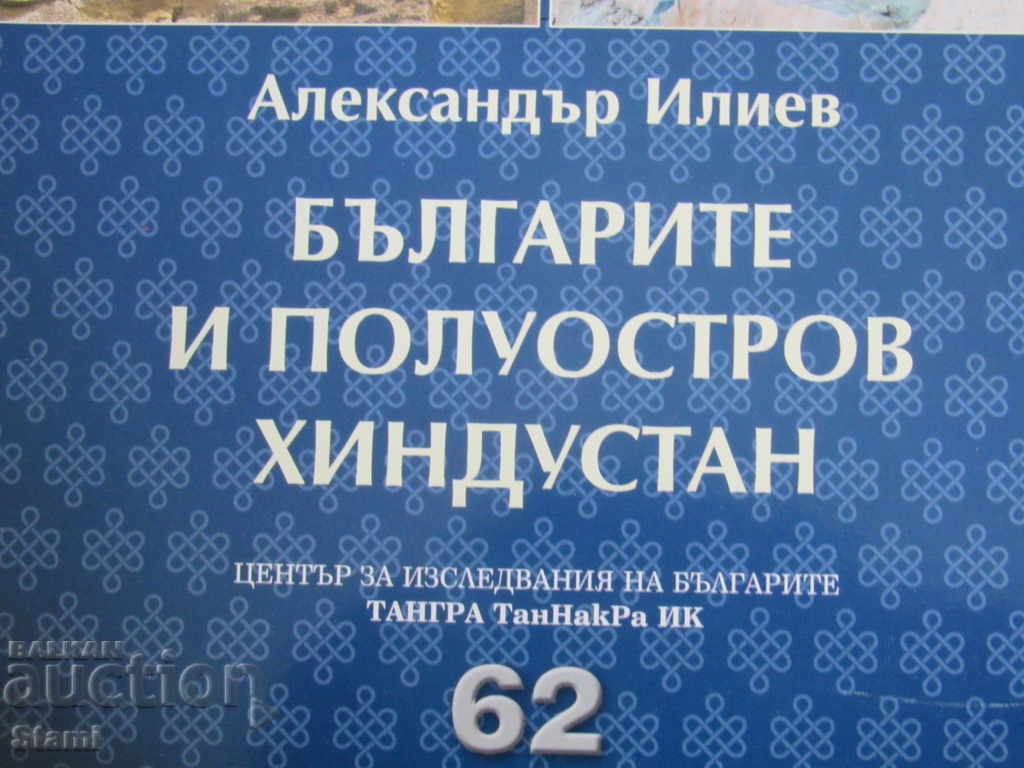 Александър Илиев
БЪЛГАРИТЕ
И ПОЛУОСТРОВ
ХИНДУСТАН
ЦЕНТЪР ЗА ИЗСЛЕДВАНИЯ НА БЪЛГАРИТЕ
ТАНГРА ТанНакРа ИК
62
BALKAN
auction
Stami